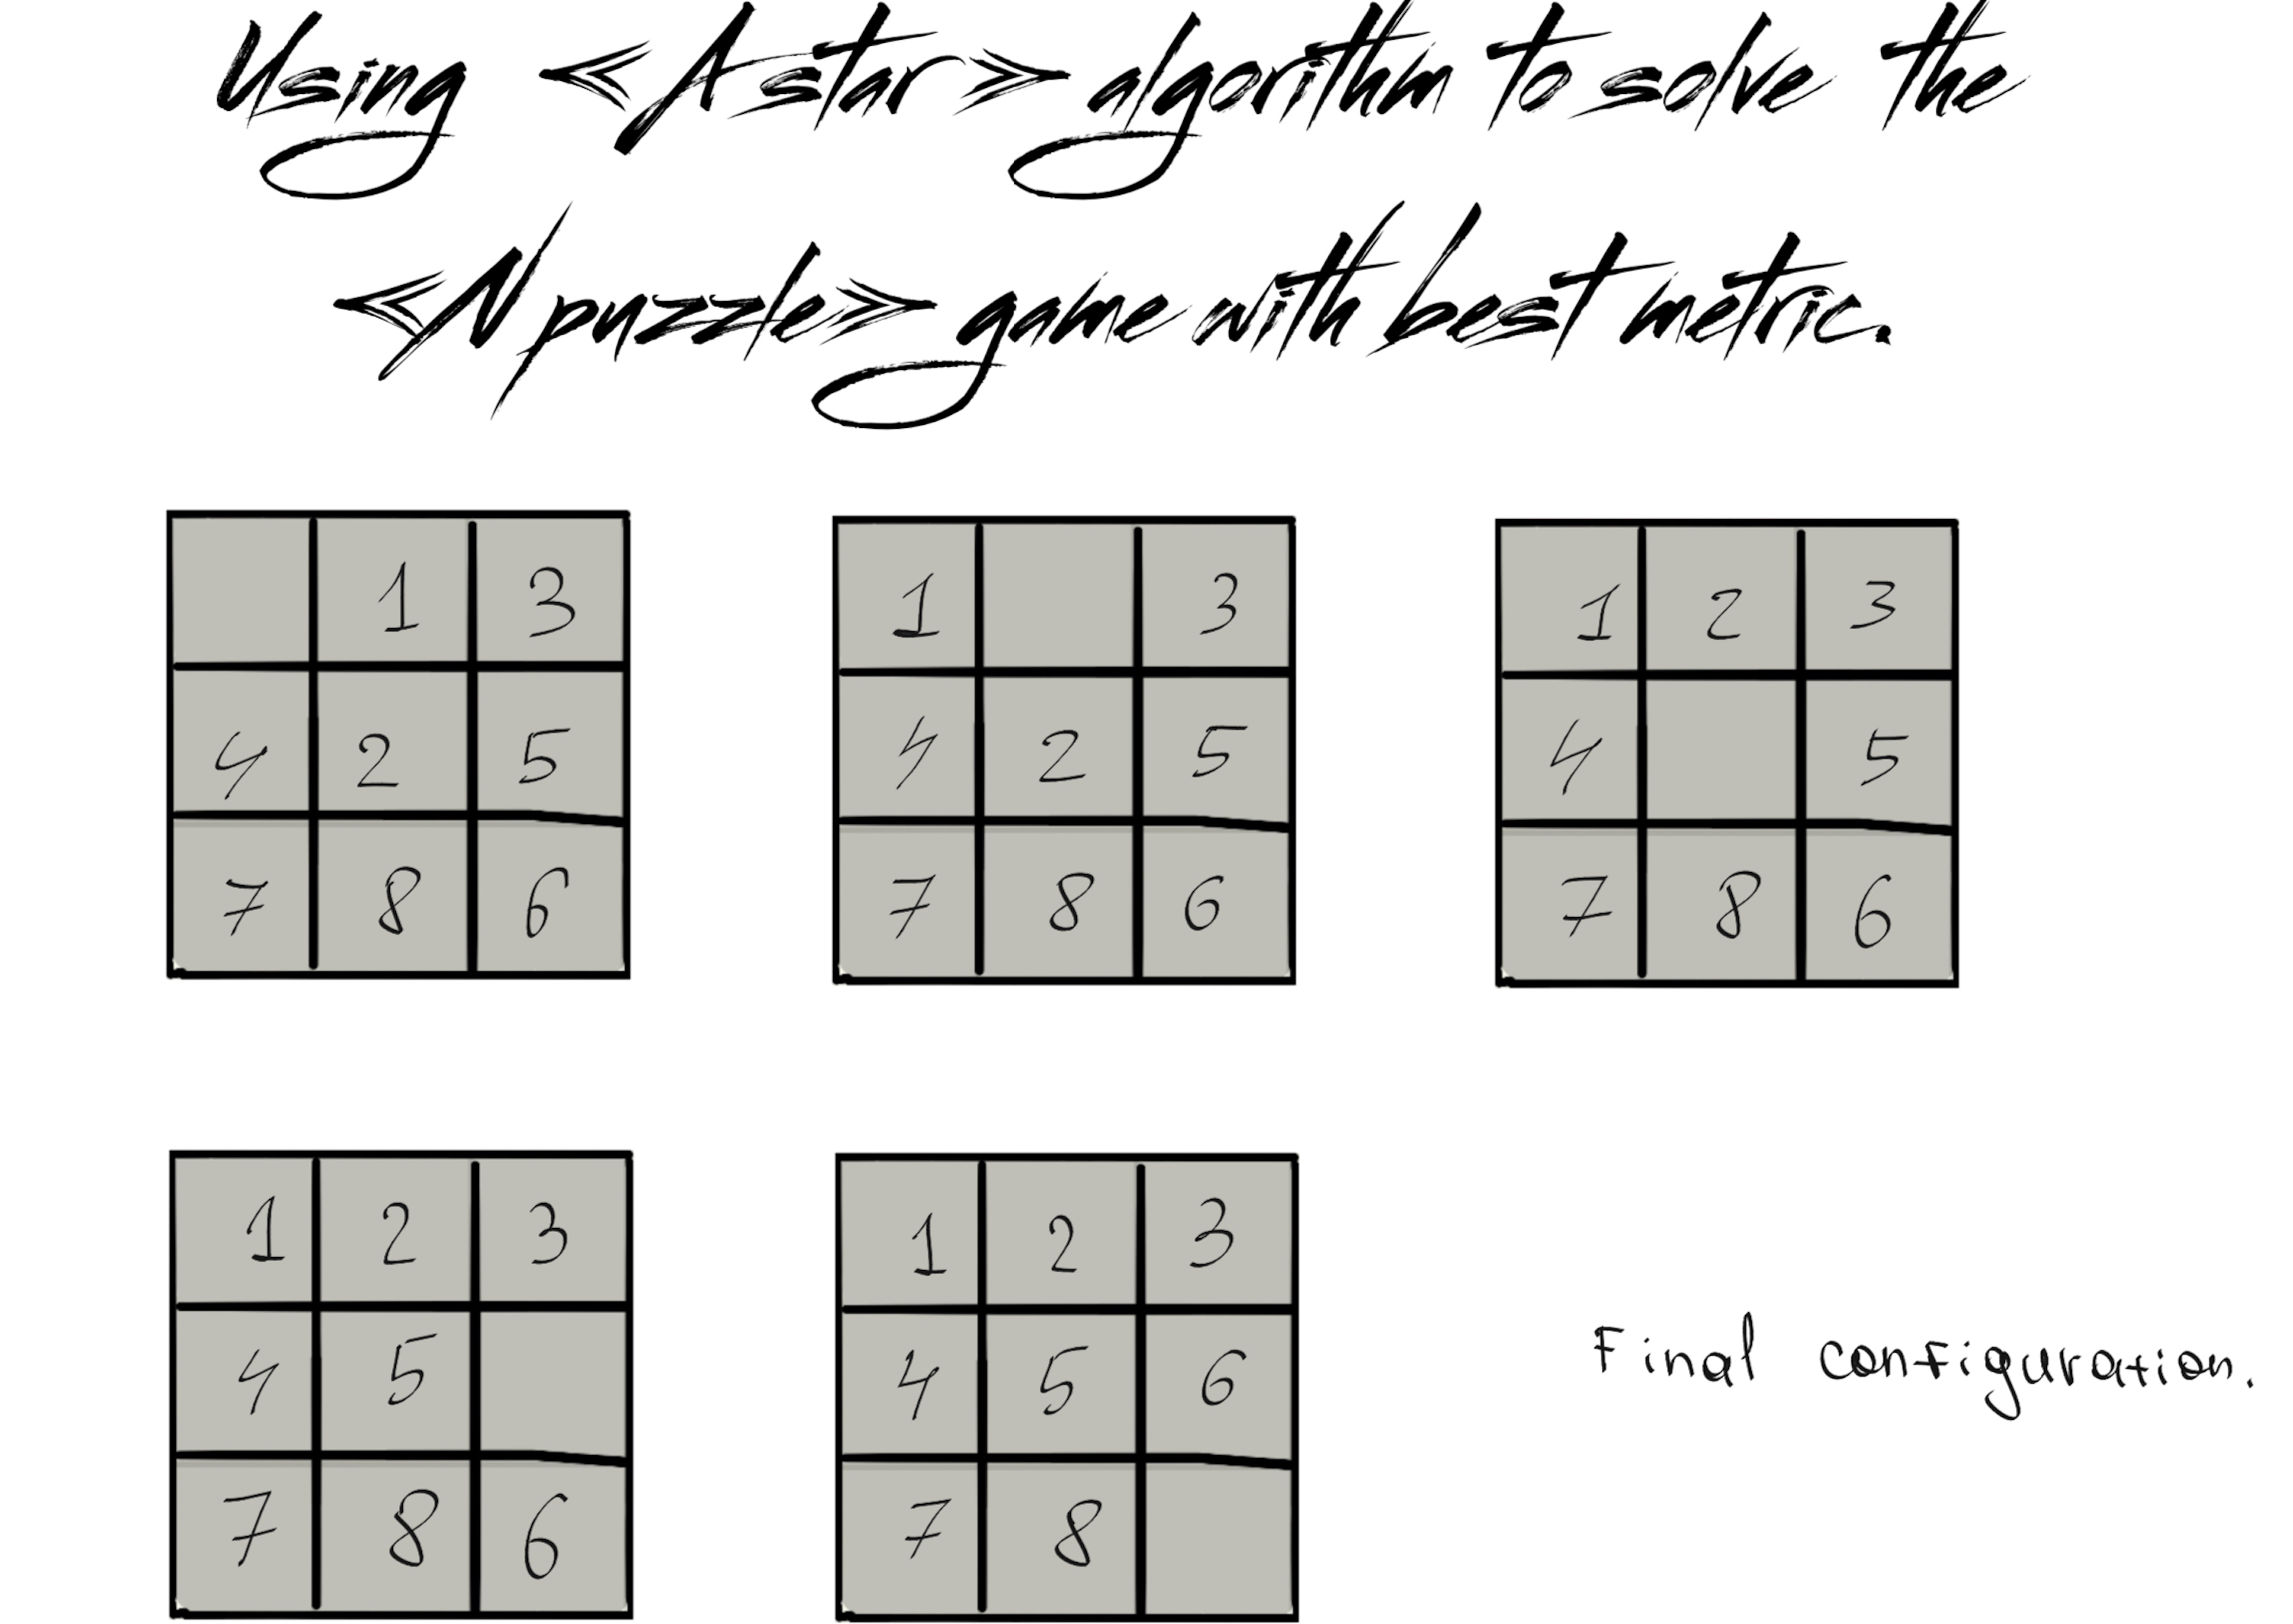 Using <A star> algorithm to solve the
<N puzzle> game with best metric.
1 3
4 2 5
7 8 6
1 3
4 2 5
7 8 6
1 2 3
4 5
7 8 6
1 2 3
4 5
7 8 6
1 2 3
4 5 6
7 8
Final configuration.